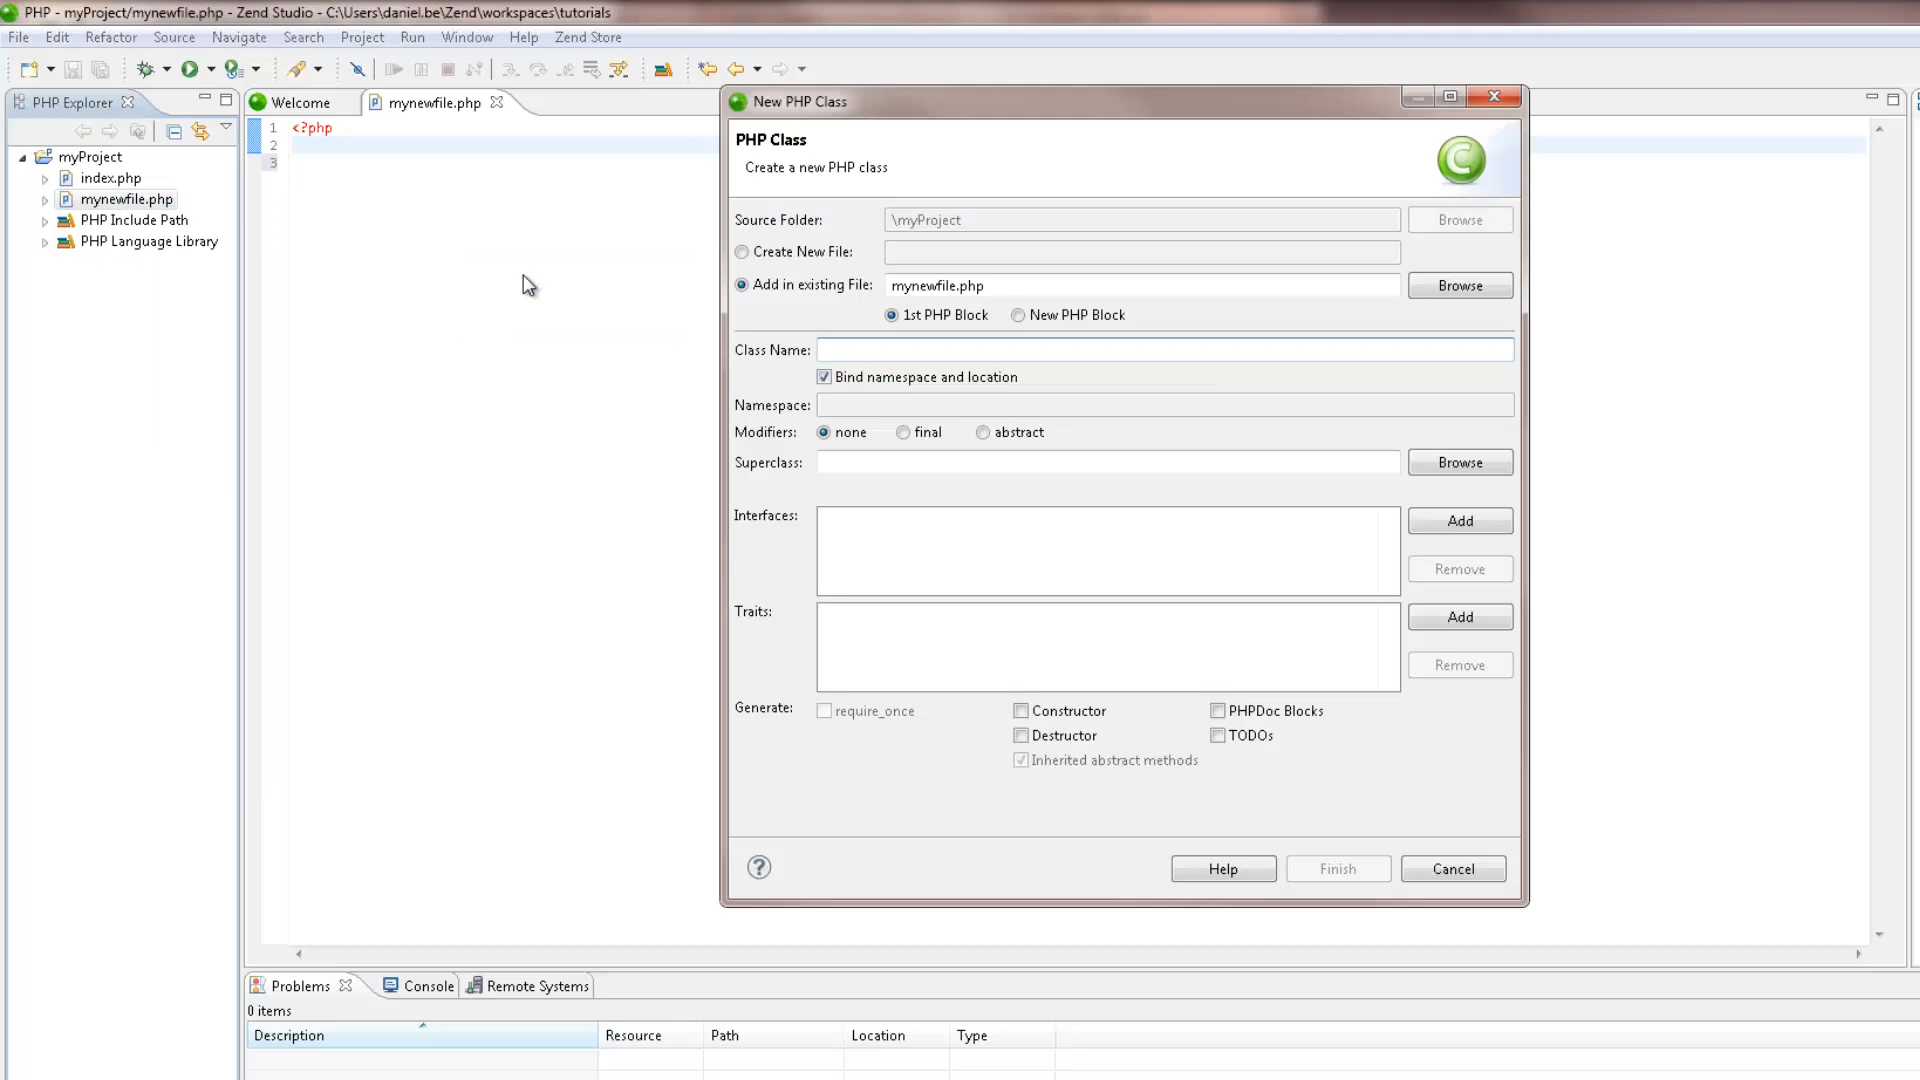 PHP - myProject/mynewfile.php - Zend Studio - C:\Users\daniel.be\Zend\workspaces\tutorials
File Edit Refactor Source Navigate Search Project Run Window Help Zend Store
PHP Explorer
Welcome
mynewfile.php
myProject
index.php
mynewfile.php
PHP Include Path
PHP Language Library
1 <?php
2
3
New PHP Class
PHP Class
Create a new PHP class
Source Folder: \myProject Browse
Create New File:
Add in existing File: mynewfile.php Browse
1st PHP Block New PHP Block
Class Name:
Bind namespace and location
Namespace:
Modifiers: none final abstract
Superclass: Browse
Interfaces: Add
Remove
Traits: Add
Remove
Generate: require_once Constructor PHPDoc Blocks
Destructor TODOs
Inherited abstract methods
? Help Finish Cancel
Problems Console Remote Systems
0 items
Description Resource Path Location Type